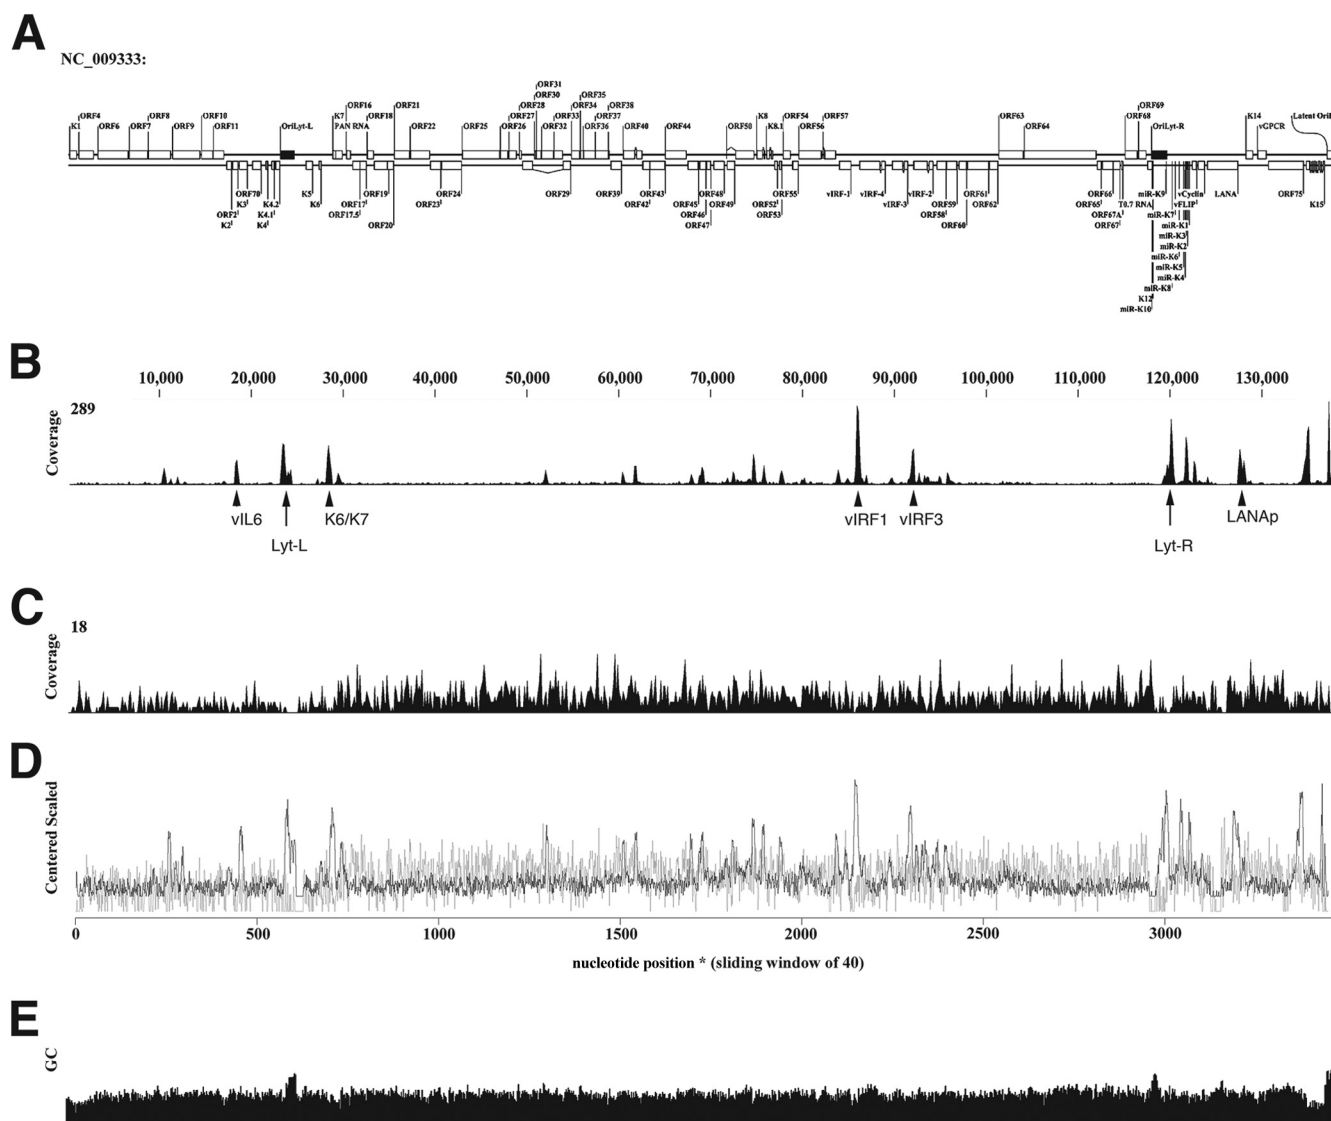 A
NC_009333:
ORF31
ORF30 ORF35
ORF4 ORF8 ORF10 ORF16 ORF21 ORF28 ORF34 ORF38 ORF69
K1 ORF6 ORF7 ORF9 ORF11 OriLyt-L K7 PAN RNA ORF18 ORF22 ORF25 ORF26 ORF27 ORF32 ORF33 ORF36 ORF37 ORF40 ORF44 ORF50 K8 K8.1 ORF54 ORF56 ORF57 ORF63 ORF64 ORF68 OriLyt-R K14 vGPCR
ORF2 K2 K3 ORF70 K4 K4.1 K4.2 K5 K6 ORF17.5 ORF17 ORF19 ORF20 ORF23 ORF24 ORF29 ORF39 ORF42 ORF43 ORF45 ORF46 ORF47 ORF48 ORF49 ORF52 ORF53 ORF55 vIRF-1 vIRF-4 vIRF-3 vIRF-2 ORF58 ORF59 ORF60 ORF61 ORF62 ORF65 ORF66 ORF67 ORF67A T0.7 RNA miR-K9 vCyclin vFLIP LANA ORF75 K15
miR-K7 miR-K1
miR-K3
miR-K2
miR-K6
miR-K5
miR-K4
miR-K8
K12
miR-K10
B
10,000 20,000 30,000 40,000 50,000 60,000 70,000 80,000 90,000 100,000 110,000 120,000 130,000
289
Coverage
vIL6 K6/K7 vIRF1 vIRF3 LANAp
Lyt-L Lyt-R
C
18
Coverage
D
Centered Scaled
0 500 1000 1500 2000 2500 3000
nucleotide position * (sliding window of 40)
E
GC